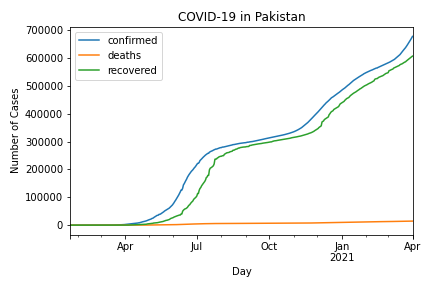 COVID-19 in Pakistan
confirmed
deaths
recovered
Number of Cases
700000
600000
500000
400000
300000
200000
100000
0
Apr
Jul
Oct
Jan
2021
Apr
Day